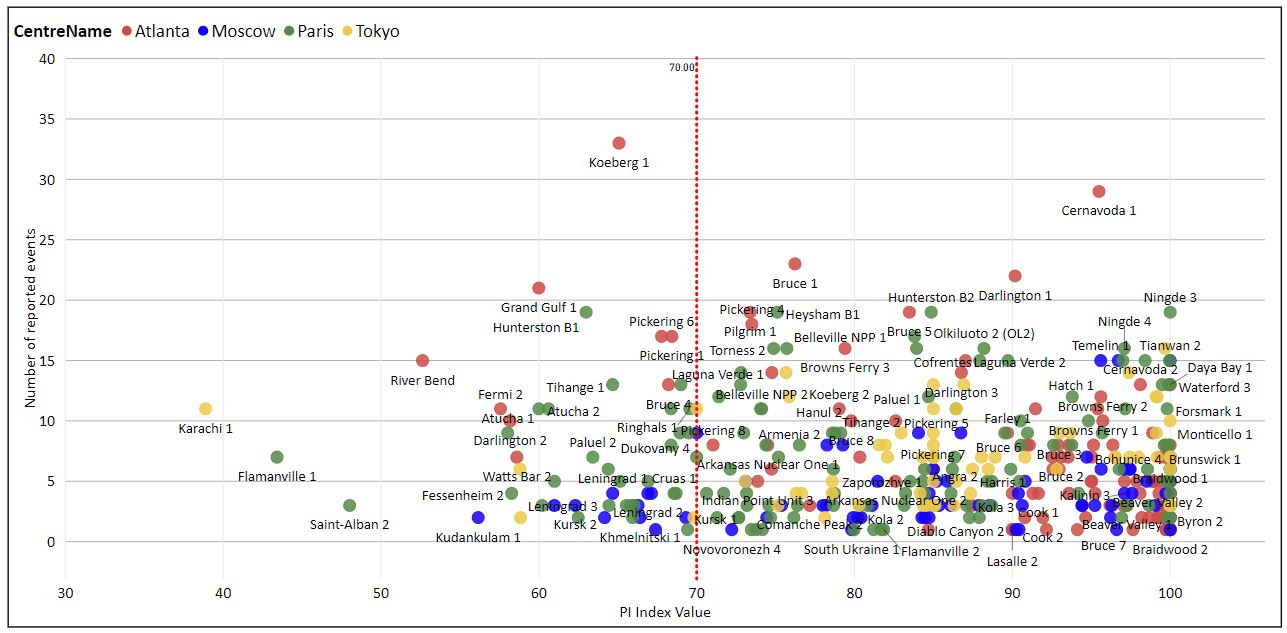 CentreName Atlanta Moscow Paris Tokyo
40
70.00
35
Koeberg 1
30
Cernavoda 1
25
Bruce 1
20
Grand Gulf 1
Hunterston B1
Pickering 6
Pickering 4
Heysham B1
Pilgrim 1
Hunterston B2
Darlington 1
Ningde 3
Ningde 4
Belleville NPP 1
Bruce 5
Olkiluoto 2 (OL2)
Temelin 1
Tianwan 2
15
River Bend
Pickering 1
Torness 2
Browns Ferry 3
Cofrentes
Laguna Verde 2
Cernavoda 2
Daya Bay 1
Laguna Verde 1
Tihange 1
Fermi 2
Belleville NPP 2
Koeberg 2
Paluel 1
Darlington 3
Hatch 1
Waterford 3
Karachi 1
Atucha 1
Atucha 2
Bruce 4
Hanul 2
Browns Ferry 2
Forsmark 1
10
Darlington 2
Paluel 2
Ringhals 1
Pickering 8
Armenia 2
Bruce 8
Tihange 2
Pickering 5
Farley 1
Browns Ferry 1
Monticello 1
Dukovany 4
Bruce 6
Flamanville 1
Watts Bar 2
Leningrad 1
Cruas 1
Arkansas Nuclear One 1
Pickering 7
Bohunice 4
Brunswick 1
5
Angra 2
Harris 1
Bruce 2
Braidwood 1
Saint-Alban 2
Fessenheim 2
Leningrad 3
Leningrad 2
Indian Point Unit 3
Arkansas Nuclear One 2
Kola 3
Kalinin 3
Beaver Valley 2
Kursk 2
Kursk 1
Comanche Peak 2
Kola 2
Cook 1
Beaver Valley 1
Byron 2
Kudankulam 1
Khmelnitski 1
Diablo Canyon 2
Cook 2
0
Novovoronezh 4
South Ukraine 1
Flamanville 2
Lasalle 2
Bruce 7
Braidwood 2
30 40 50 60 70 80 90 100
PI Index Value
Number of reported events